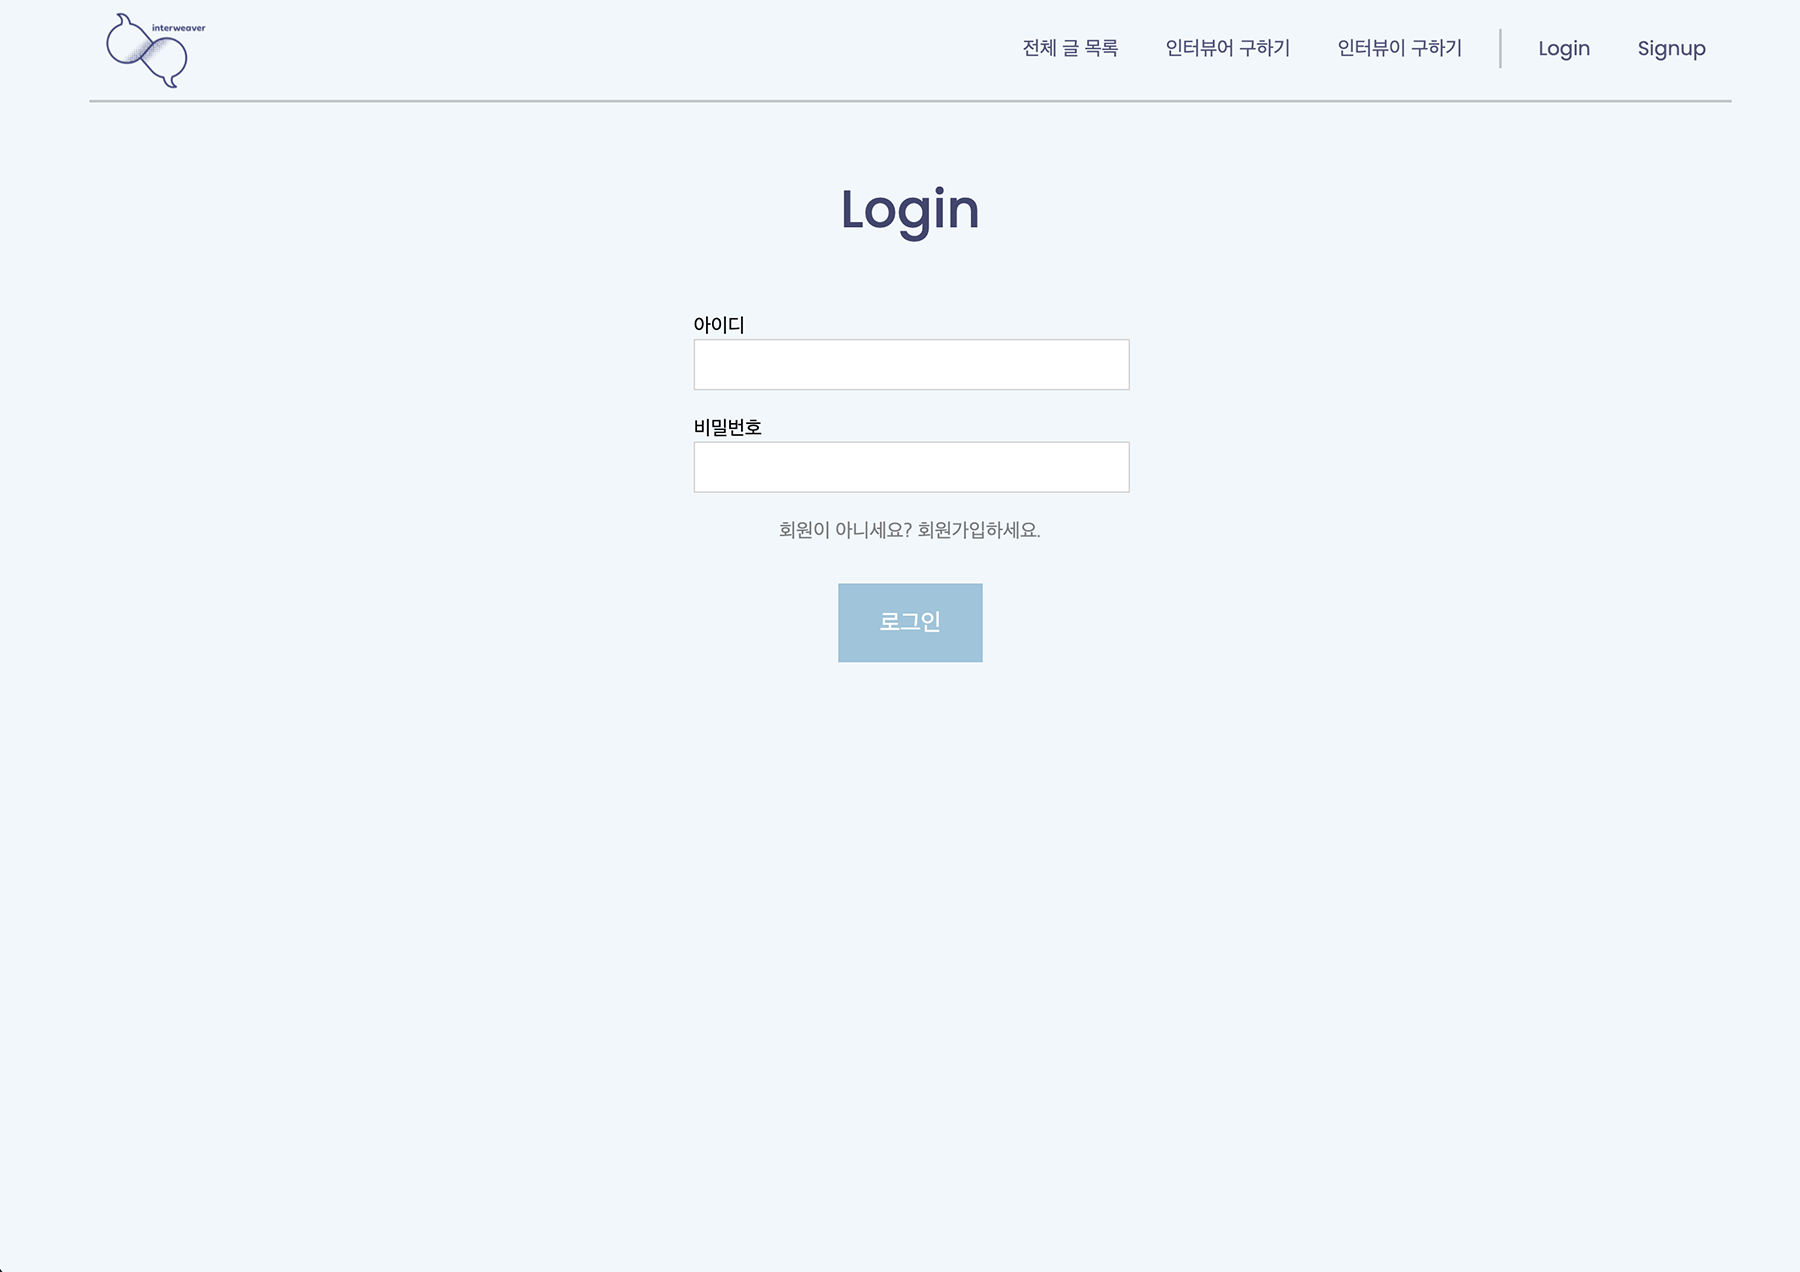 interweaver
전체 글 목록 인터뷰어 구하기 인터뷰이 구하기 Login Signup
Login
아이디
비밀번호
회원이 아니세요? 회원가입하세요.
로그인